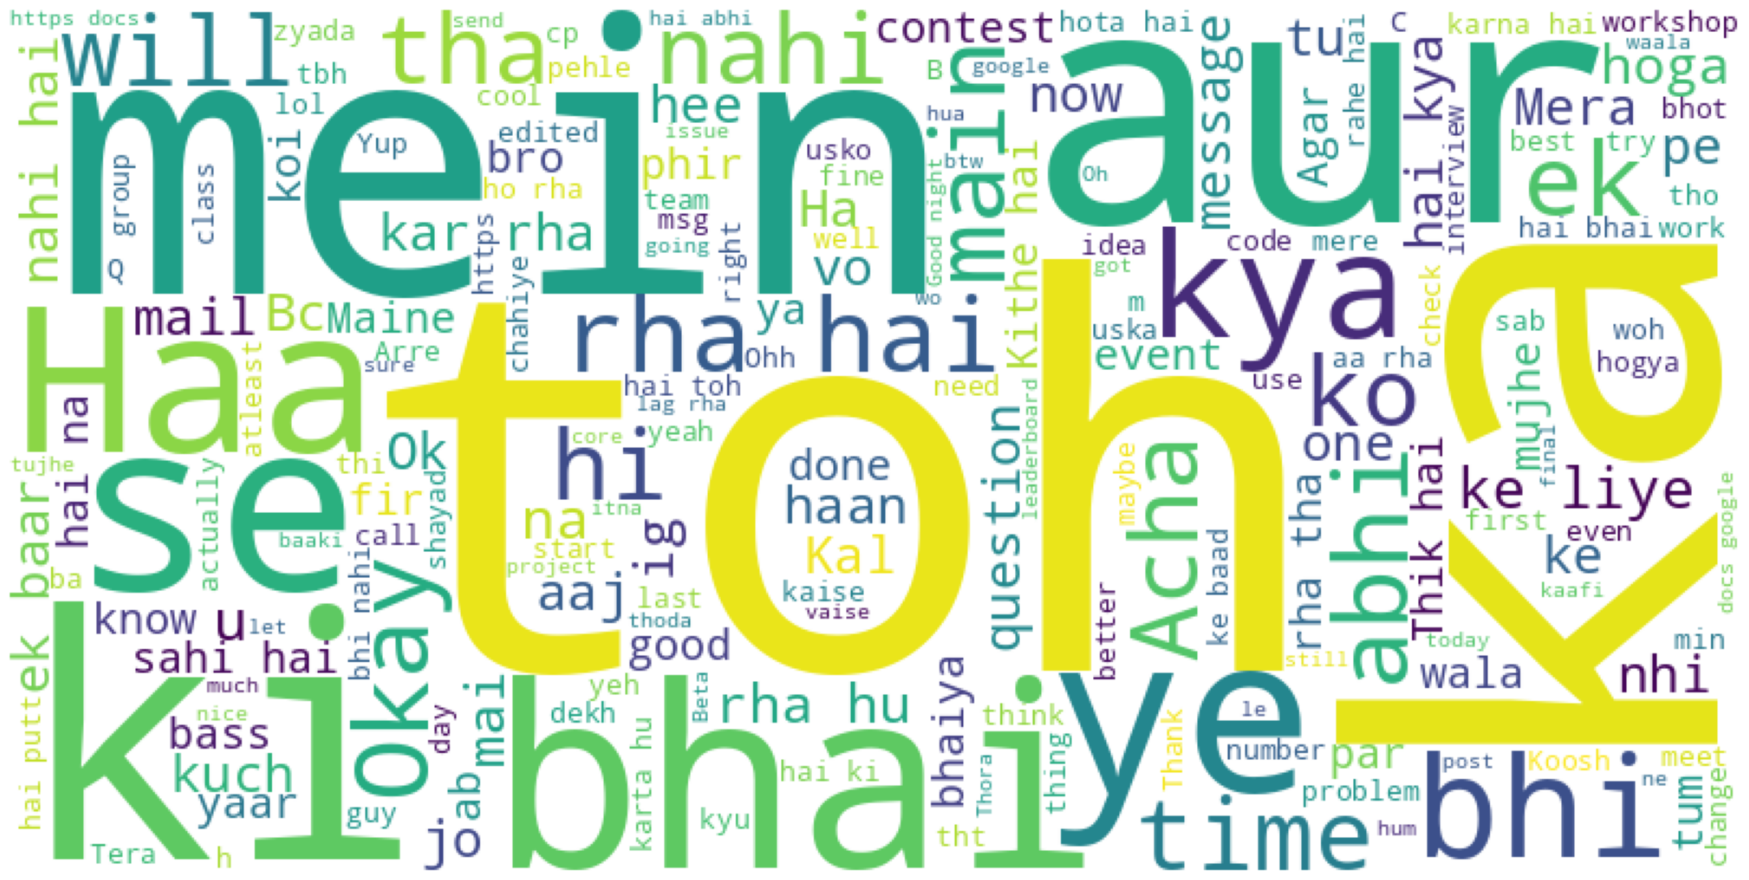 https docs
will
zyada
tbh
tha
cp
pehle
send
hai abhi
nahi
contest
google
hota hai
C
tu
karna hai
workshop
waala
hoga
nahi hai
mein
lol
koi
cool
Yup
edited
bro
ho rha
hee
issue
phir
team
msg
going
usko
fine
Ha
well
vo
B
hua
btw
Good night
main
now
Oh
aur
message
Agar
rahe hai
hai kya
interview
Mera
bhot
best
try
pe
ek
tho
hai bhai
work
group
class
Q
kar rha
https
chahiye
right
wo
Kithe hai
idea
code
mere
got
m
uska
kya
check
sab
woh
hogya
Haa
mail
Bc
Maine
Arre
sure
atleast
rha hai
ya
Ohh
hai toh
lag rha
yeah
need
leaderboard
event
use
aa rha
ko
one
mujhe
final
Ka
hai na
tujhe
se
actually
baaki
thi
Ok
fir
call
shayad
toh
hi
core
itna
na
start
project
ig
aaj
last
thoda
good
done
haan
Kal
kaise
vaise
question
maybe
Acha
better
ke baad
rha tha
still
abhi
Thik hai
ke liye
first
even
ke
kaafi
docs google
today
wala
nhi
min
ek baar
ba
know
u
let
sahi hai
bhi nahi
okay
Ki
much
nice
bass
day
kuch
yaar
guy
jo
jab
mai
hai putt
Tera
h
bhai
yeh
dekh
Beta
karta hu
rha hu
kyu
hai ki
bhaiya
tht
Thora
think
thing
ye
Thank
le
number
time
problem
par
hum
bhi
post
Koosh
ne
tum
meet
change